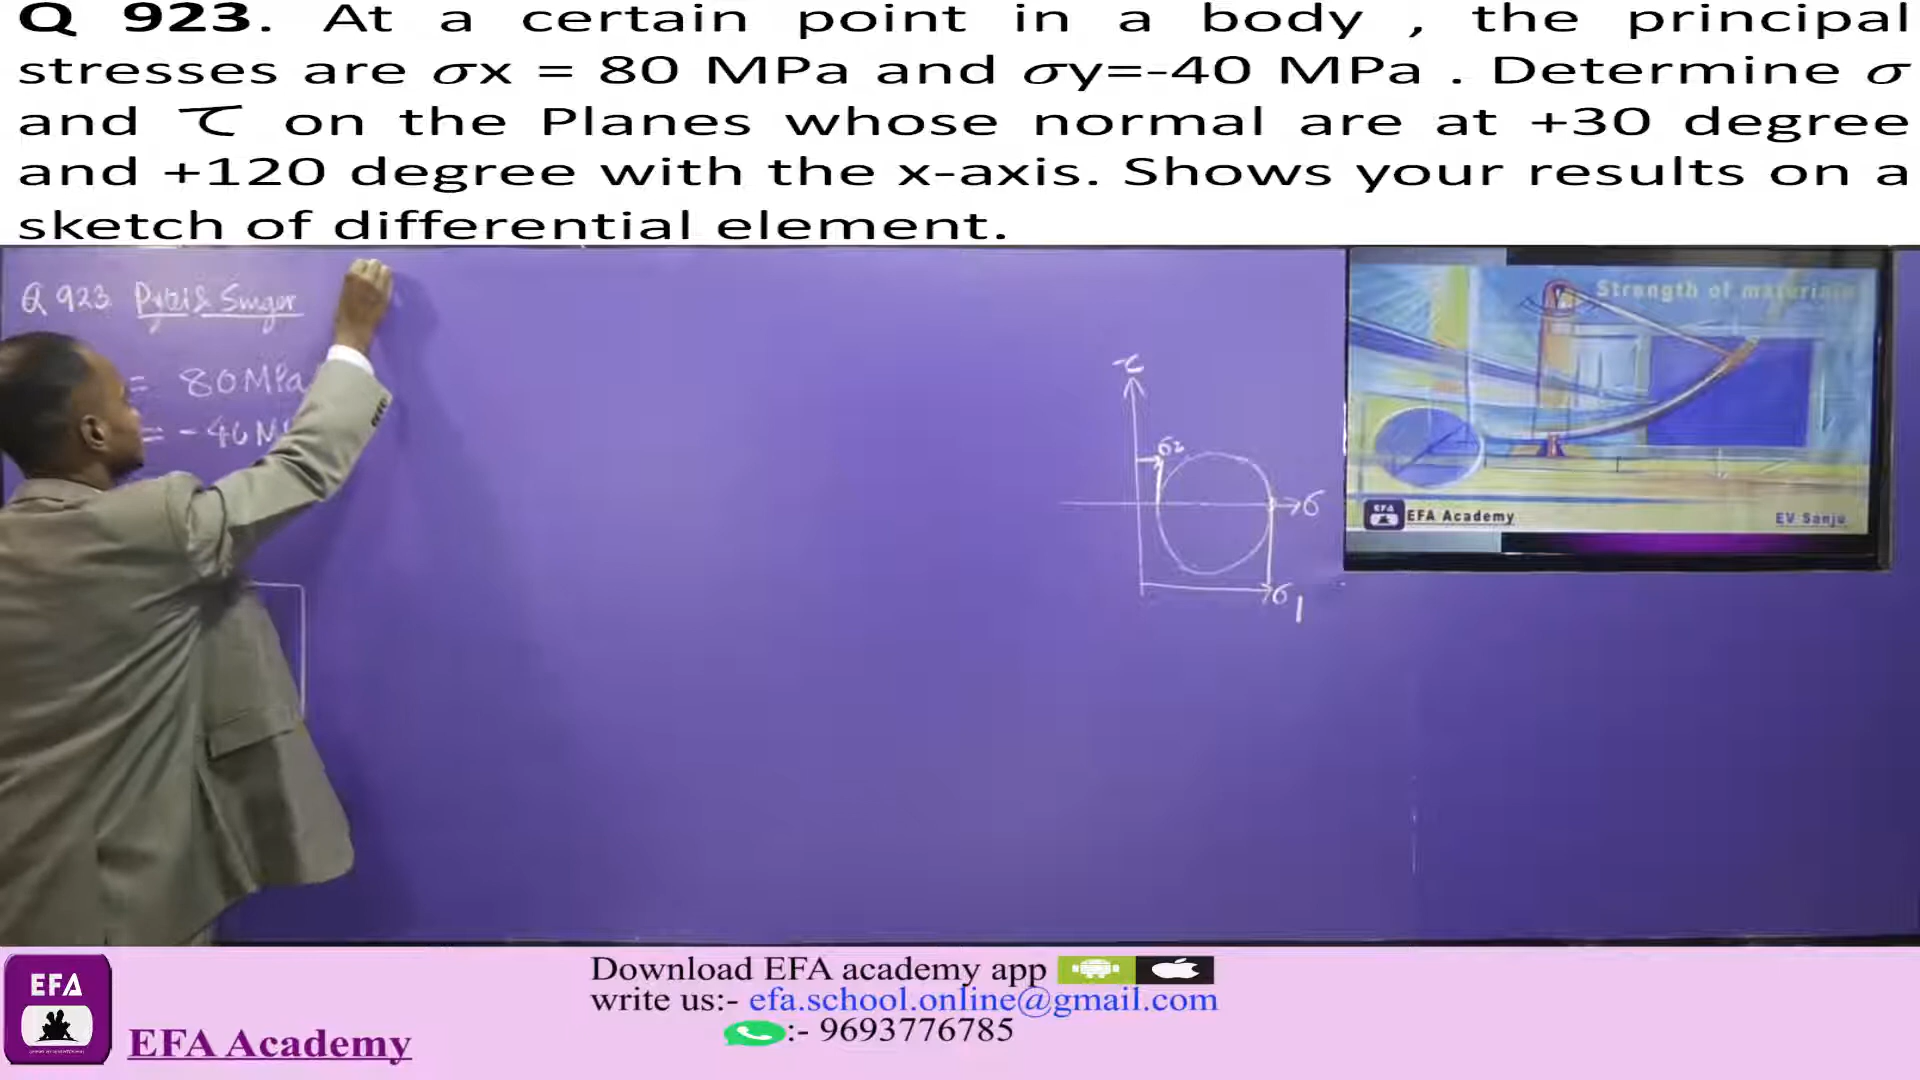 Q 923. At a certain point in a body , the principal
stresses are σx = 80 MPa and σy=-40 MPa . Determine σ
and τ on the Planes whose normal are at +30 degree
and +120 degree with the x-axis. Shows your results on a
sketch of differential element.
Q 923 Pytel & Singer
= 80MPa
= - 40 M
τ
σ2
σ
σ1
Strength of materials
EFA
EFA Academy
EV Sanju
EFA
EFA Academy
Download EFA academy app
write us:- efa.school.online@gmail.com
:- 9693776785